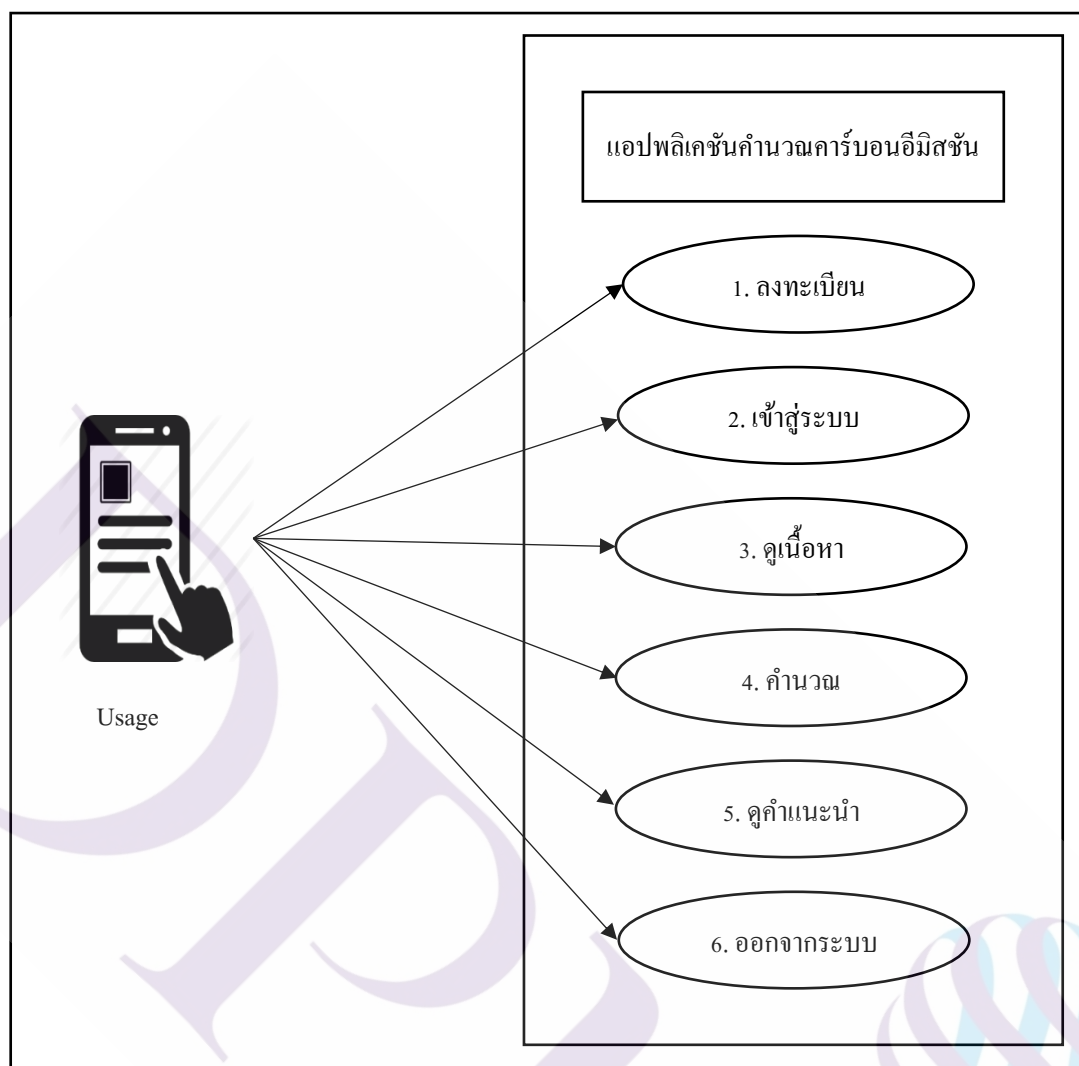 แอปพลิเคชันคำนวณคาร์บอนอีมิสชัน
1. ลงทะเบียน
2. เข้าสู่ระบบ
3. ดูเนื้อหา
4. คำนวณ
Usage
5. ดูคำแนะนำ
6. ออกจากระบบ